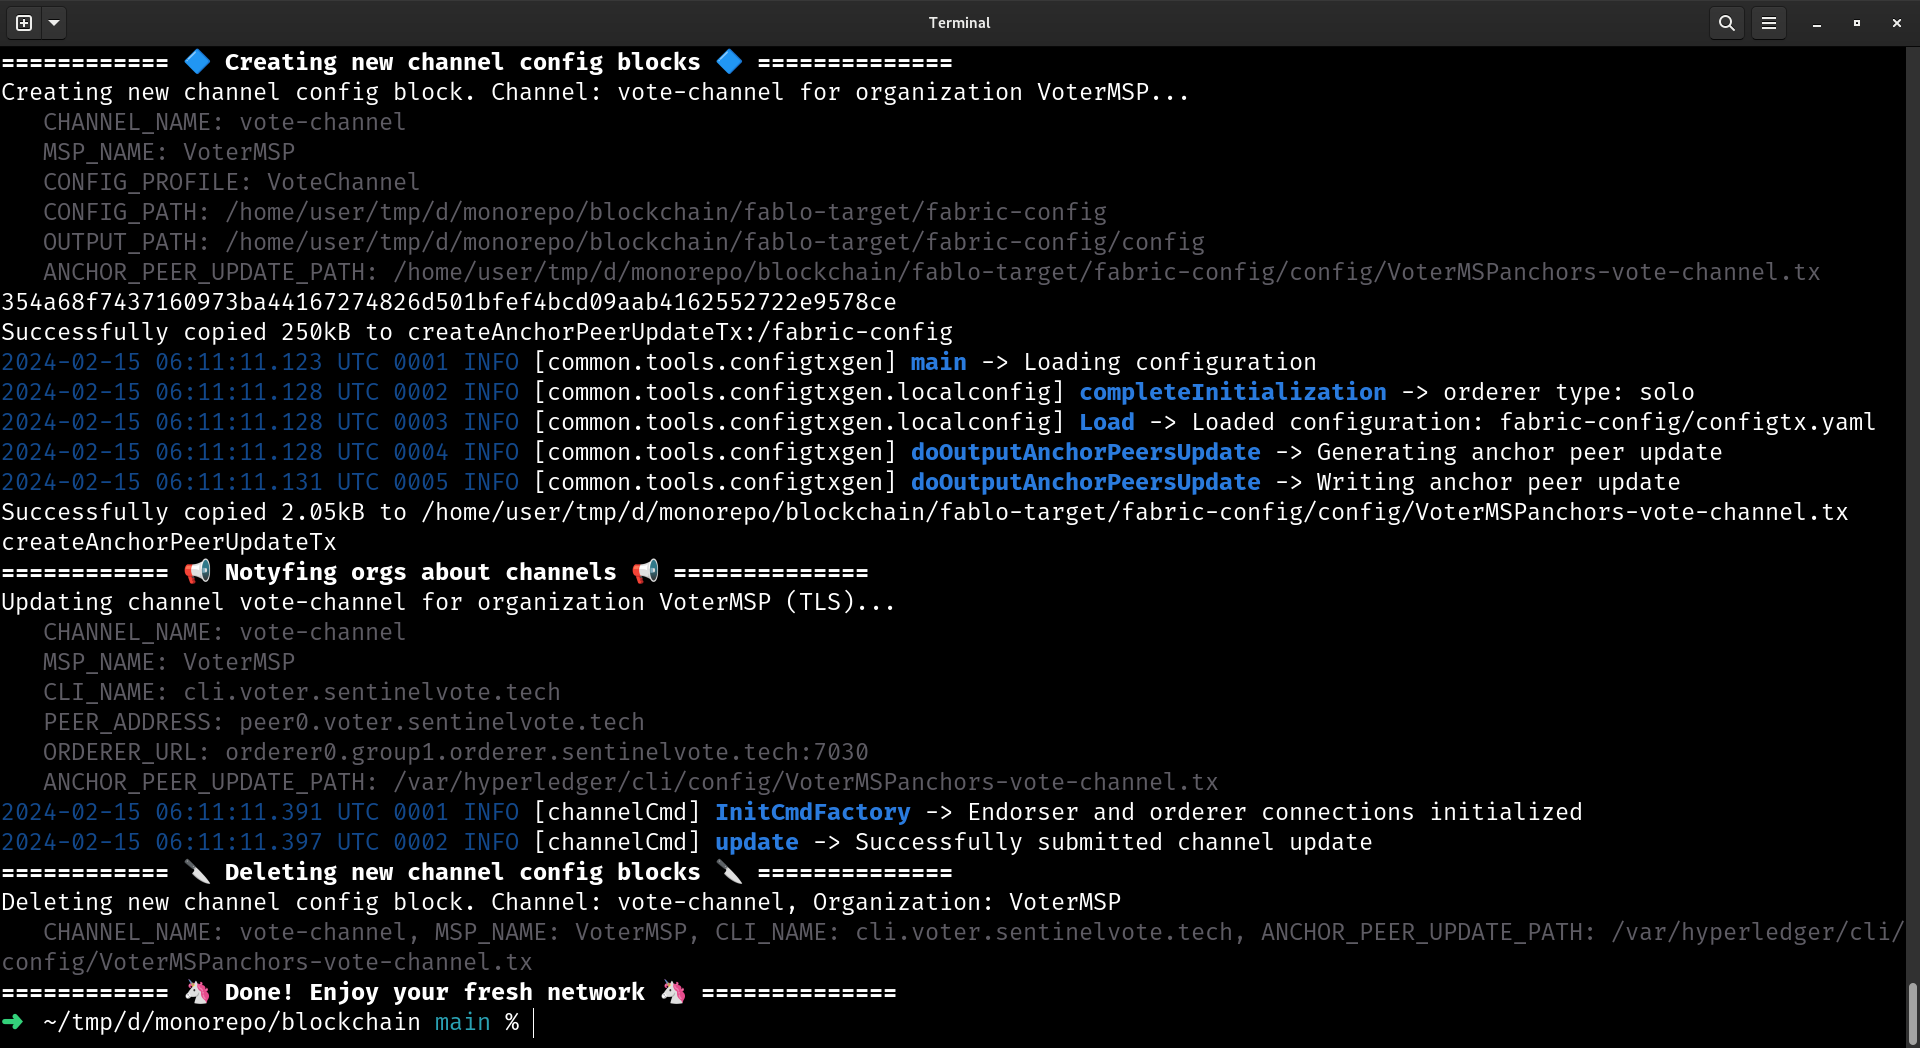 Terminal
============ 🔷 Creating new channel config blocks 🔷 ==============
Creating new channel config block. Channel: vote-channel for organization VoterMSP...
   CHANNEL_NAME: vote-channel
   MSP_NAME: VoterMSP
   CONFIG_PROFILE: VoteChannel
   CONFIG_PATH: /home/user/tmp/d/monorepo/blockchain/fablo-target/fabric-config
   OUTPUT_PATH: /home/user/tmp/d/monorepo/blockchain/fablo-target/fabric-config/config
   ANCHOR_PEER_UPDATE_PATH: /home/user/tmp/d/monorepo/blockchain/fablo-target/fabric-config/config/VoterMSPanchors-vote-channel.tx
354a68f7437160973ba44167274826d501bfef4bcd09aab4162552722e9578ce
Successfully copied 250kB to createAnchorPeerUpdateTx:/fabric-config
2024-02-15 06:11:11.123 UTC 0001 INFO [common.tools.configtxgen] main -> Loading configuration
2024-02-15 06:11:11.128 UTC 0002 INFO [common.tools.configtxgen.localconfig] completeInitialization -> orderer type: solo
2024-02-15 06:11:11.128 UTC 0003 INFO [common.tools.configtxgen.localconfig] Load -> Loaded configuration: fabric-config/configtx.yaml
2024-02-15 06:11:11.128 UTC 0004 INFO [common.tools.configtxgen] doOutputAnchorPeersUpdate -> Generating anchor peer update
2024-02-15 06:11:11.131 UTC 0005 INFO [common.tools.configtxgen] doOutputAnchorPeersUpdate -> Writing anchor peer update
Successfully copied 2.05kB to /home/user/tmp/d/monorepo/blockchain/fablo-target/fabric-config/config/VoterMSPanchors-vote-channel.tx
createAnchorPeerUpdateTx
============ 📢 Notyfing orgs about channels 📢 ==============
Updating channel vote-channel for organization VoterMSP (TLS)...
   CHANNEL_NAME: vote-channel
   MSP_NAME: VoterMSP
   CLI_NAME: cli.voter.sentinelvote.tech
   PEER_ADDRESS: peer0.voter.sentinelvote.tech
   ORDERER_URL: orderer0.group1.orderer.sentinelvote.tech:7030
   ANCHOR_PEER_UPDATE_PATH: /var/hyperledger/cli/config/VoterMSPanchors-vote-channel.tx
2024-02-15 06:11:11.391 UTC 0001 INFO [channelCmd] InitCmdFactory -> Endorser and orderer connections initialized
2024-02-15 06:11:11.397 UTC 0002 INFO [channelCmd] update -> Successfully submitted channel update
============ 🔪 Deleting new channel config blocks 🔪 ==============
Deleting new channel config block. Channel: vote-channel, Organization: VoterMSP
   CHANNEL_NAME: vote-channel, MSP_NAME: VoterMSP, CLI_NAME: cli.voter.sentinelvote.tech, ANCHOR_PEER_UPDATE_PATH: /var/hyperledger/cli/
config/VoterMSPanchors-vote-channel.tx
============ 🦄 Done! Enjoy your fresh network 🦄 ==============
➜ ~/tmp/d/monorepo/blockchain main %